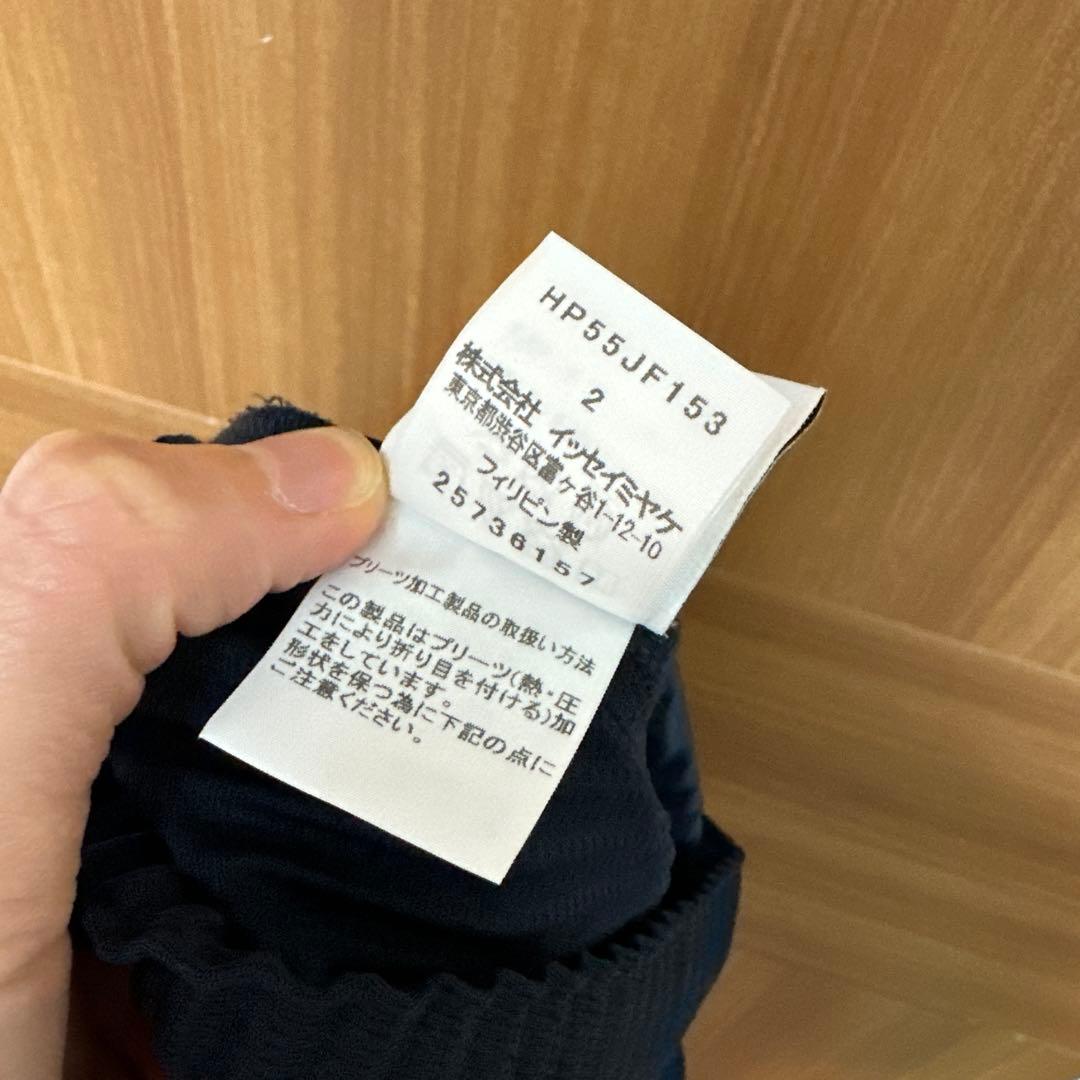 HP55JF153
2
株式会社 イッセイミヤケ
東京都渋谷区富ヶ谷1-12-10
フィリピン製
25736157
プリーツ加工製品の取扱い方法
この製品はプリーツ(熱・圧
力により折り目を付ける)加
工をしています。
形状を保つ為に下記の点に
ご注意ください。